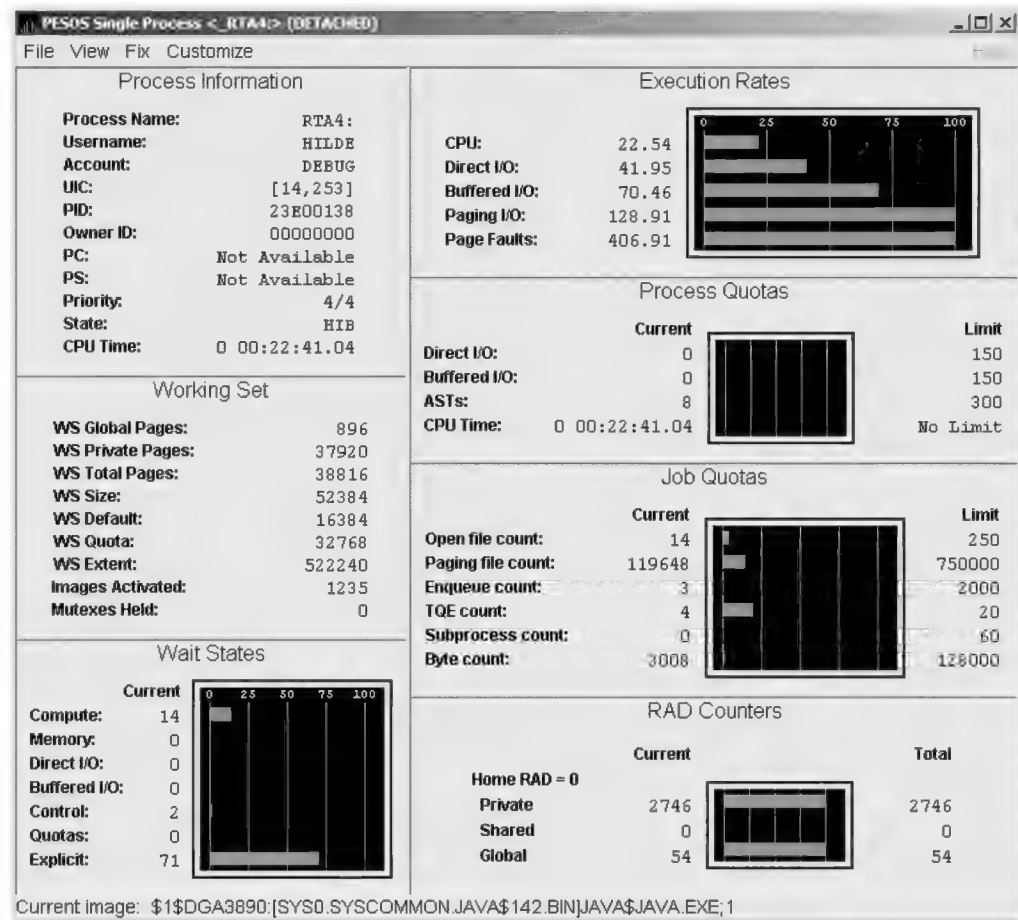 PESOS Single Process <_RTA4:> (DETACHED)
File View Fix Customize
Process Information
Process Name: RTA4:
Username: HILDE
Account: DEBUG
UIC: [14,253]
PID: 23E00138
Owner ID: 00000000
PC: Not Available
PS: Not Available
Priority: 4/4
State: HIB
CPU Time: 0 00:22:41.04
Working Set
WS Global Pages: 896
WS Private Pages: 37920
WS Total Pages: 38816
WS Size: 52384
WS Default: 16384
WS Quota: 32768
WS Extent: 522240
Images Activated: 1235
Mutexes Held: 0
Wait States
Current
0 25 50 75 100
Compute: 14
Memory: 0
Direct I/O: 0
Buffered I/O: 0
Control: 2
Quotas: 0
Explicit: 71
Execution Rates
0 25 50 75 100
CPU: 22.54
Direct I/O: 41.95
Buffered I/O: 70.46
Paging I/O: 128.91
Page Faults: 406.91
Process Quotas
Current Limit
Direct I/O: 0 150
Buffered I/O: 0 150
ASTs: 8 300
CPU Time: 0 00:22:41.04 No Limit
Job Quotas
Current Limit
Open file count: 14 250
Paging file count: 119648 750000
Enqueue count: 3 2000
TQE count: 4 20
Subprocess count: 0 60
Byte count: 3008 128000
RAD Counters
Current Total
Home RAD = 0
Private 2746 2746
Shared 0 0
Global 54 54
Current image: $1$DGA3890:[SYS0.SYSCOMMON.JAVA$142.BIN]JAVA$JAVA.EXE;1